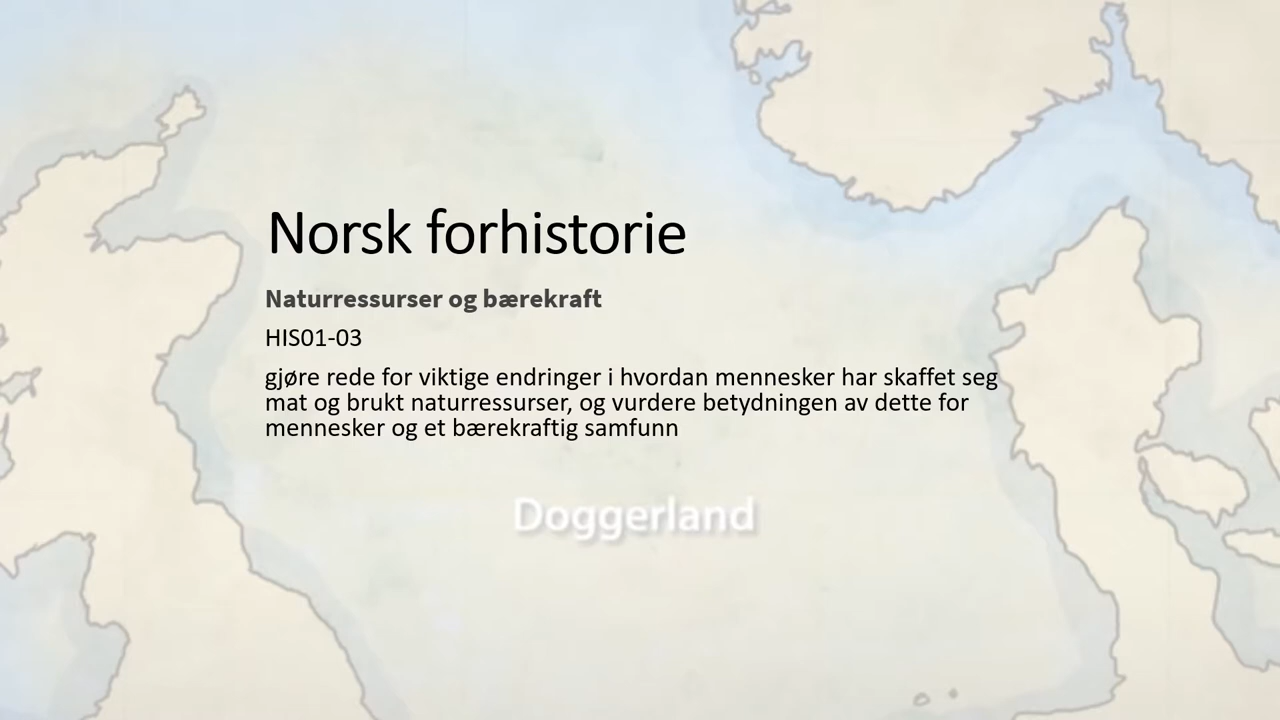 Norsk forhistorie
Naturressurser og bærekraft
HIS01-03
gjøre rede for viktige endringer i hvordan mennesker har skaffet seg
mat og brukt naturressurser, og vurdere betydningen av dette for
mennesker og et bærekraftig samfunn
Doggerland